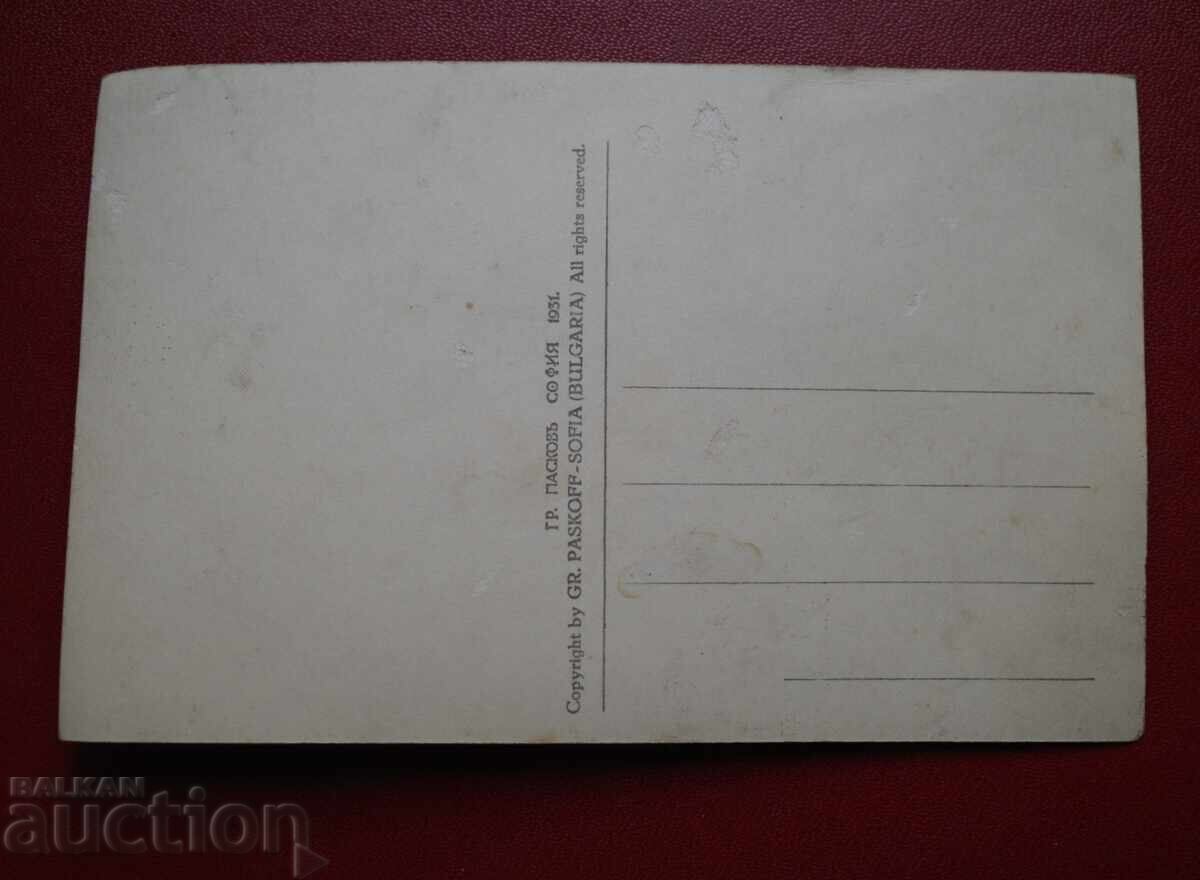 ГР. ПАСКОВЪ СОФИЯ 1931.
Copyright by GR. PASKOFF-SOFIA (BULGARIA) All rights reserved.
BALKAN
auction